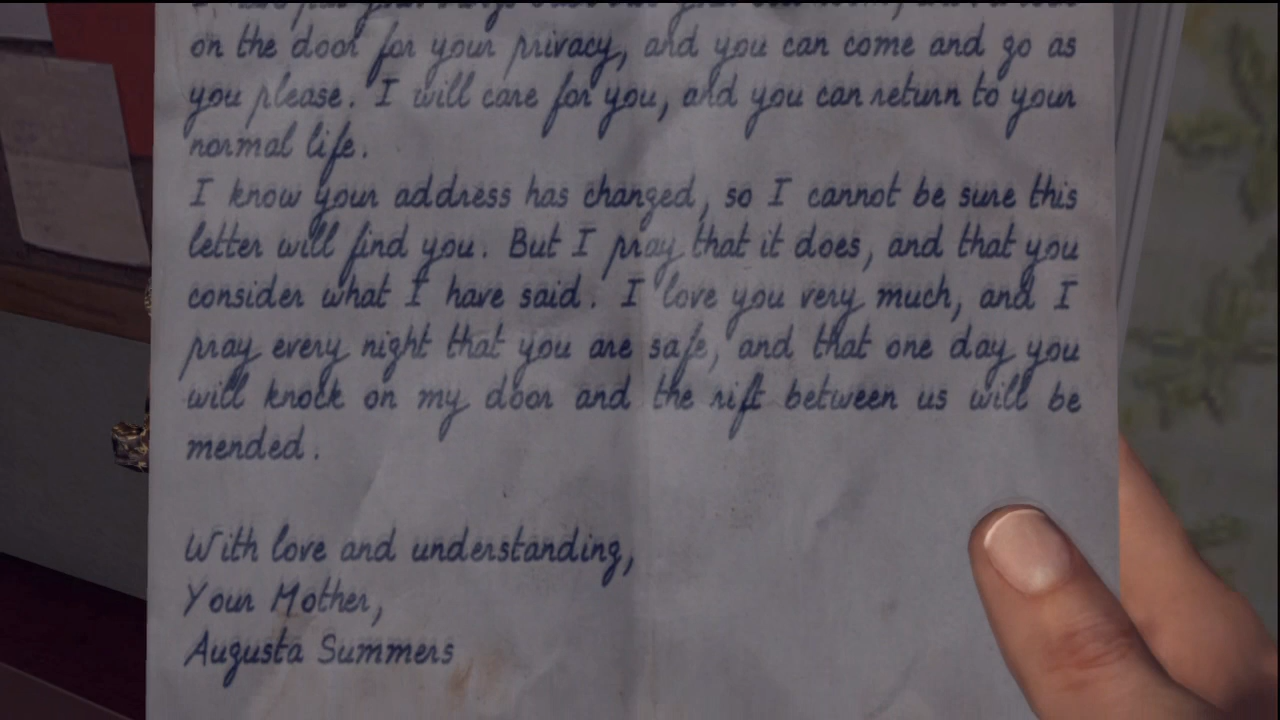 on the door for your privacy, and you can come and go as
you please. I will care for you, and you can return to your
normal life.
I know your address has changed, so I cannot be sure this
letter will find you. But I pray that it does, and that you
consider what I have said. I love you very much, and I
pray every night that you are safe, and that one day you
will knock on my door and the rift between us will be
mended.
With love and understanding,
Your Mother,
Augusta Summers